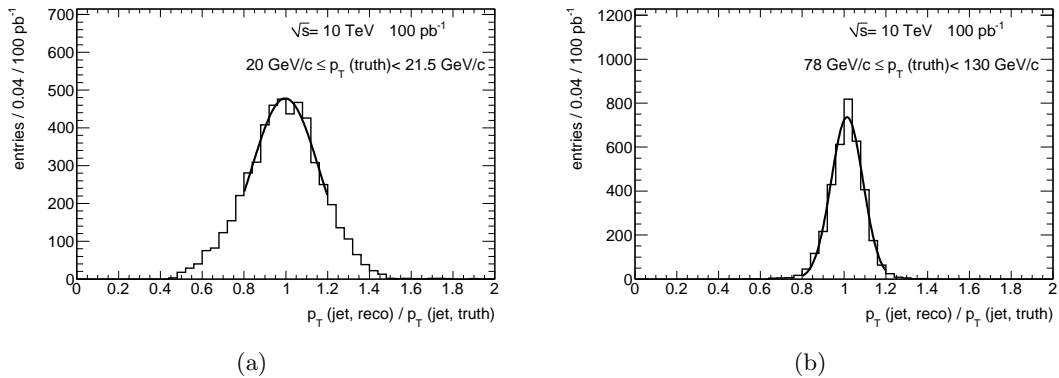 √s= 10 TeV 100 pb⁻¹
20 GeV/c ≤ p_T (truth)< 21.5 GeV/c
entries / 0.04 / 100 pb⁻¹
700
600
500
400
300
200
100
0
0 0.2 0.4 0.6 0.8 1 1.2 1.4 1.6 1.8 2
p_T (jet, reco) / p_T (jet, truth)
(a)
√s= 10 TeV 100 pb⁻¹
78 GeV/c ≤ p_T (truth)< 130 GeV/c
entries / 0.04 / 100 pb⁻¹
1200
1000
800
600
400
200
0
0 0.2 0.4 0.6 0.8 1 1.2 1.4 1.6 1.8 2
p_T (jet, reco) / p_T (jet, truth)
(b)